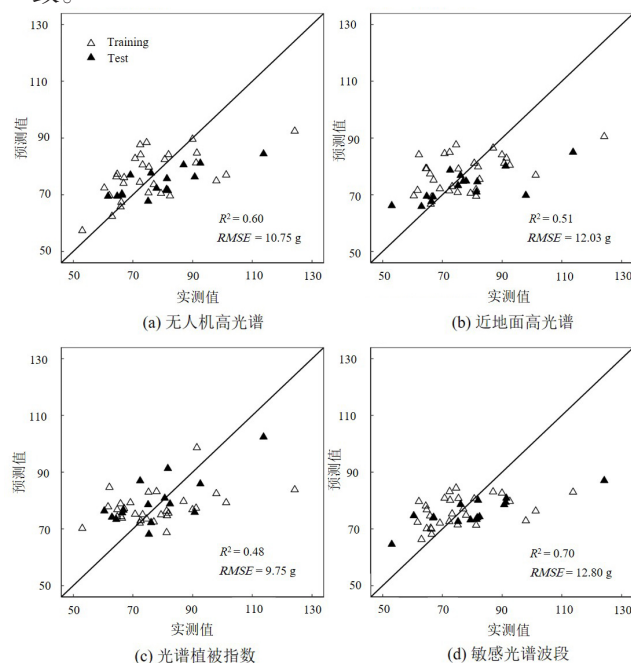 130
110
90
70
50
预测值
△ Training
▲ Test
R² = 0.60
RMSE = 10.75 g
50 70 90 110 130
实测值
(a) 无人机高光谱
130
110
90
70
50
预测值
R² = 0.51
RMSE = 12.03 g
50 70 90 110 130
实测值
(b) 近地面高光谱
130
110
90
70
50
预测值
R² = 0.48
RMSE = 9.75 g
50 70 90 110 130
实测值
(c) 光谱植被指数
130
110
90
70
50
预测值
R² = 0.70
RMSE = 12.80 g
50 70 90 110 130
实测值
(d) 敏感光谱波段